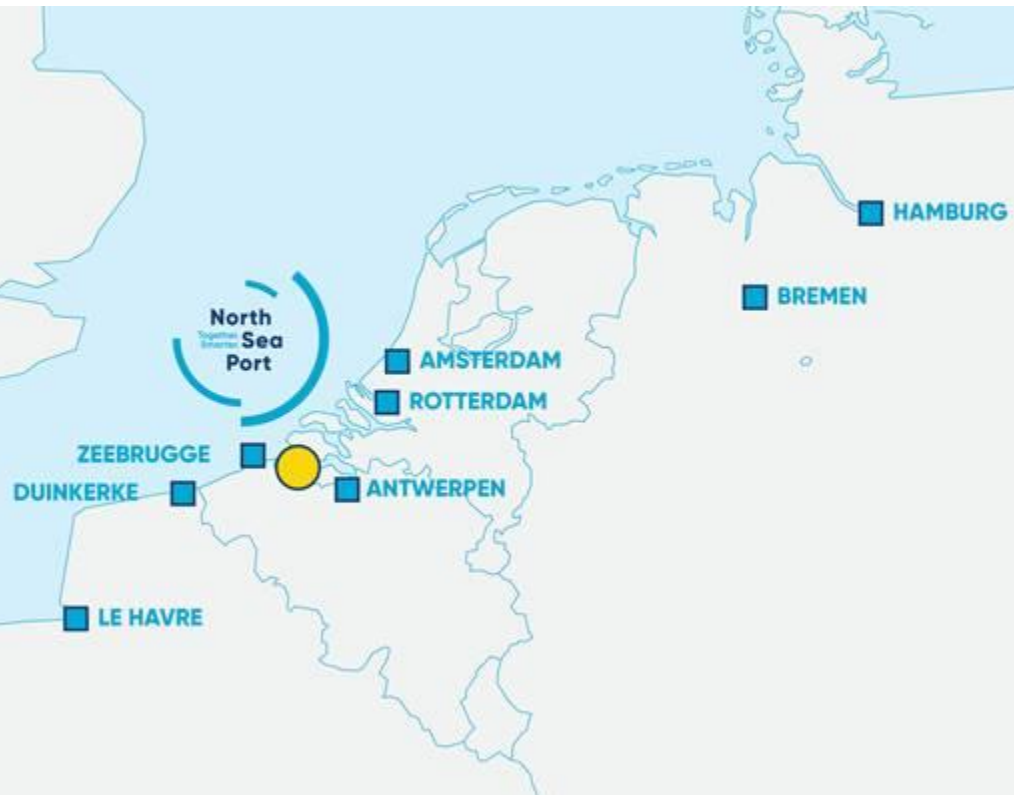 HAMBURG
BREMEN
North
Together Sea
Smarter
Port
AMSTERDAM
ROTTERDAM
ZEEBRUGGE
DUINKERKE
ANTWERPEN
LE HAVRE